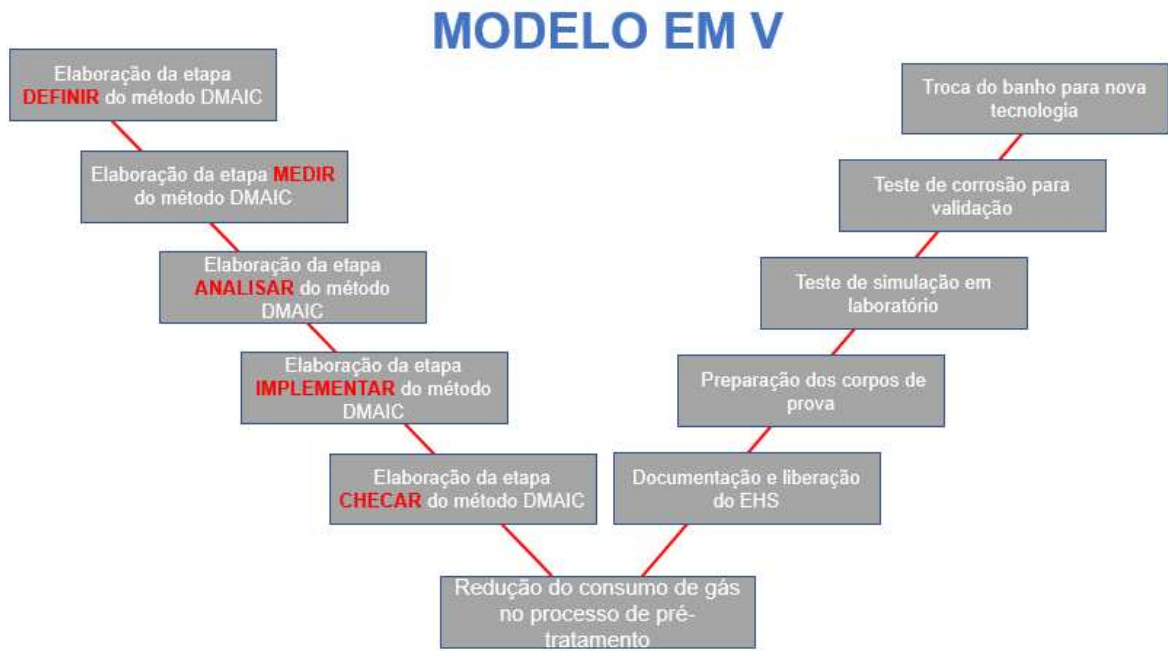 MODELO EM V
Elaboração da etapa
DEFINIR do método DMAIC
Elaboração da etapa MEDIR
do método DMAIC
Elaboração da etapa
ANALISAR do método
DMAIC
Elaboração da etapa
IMPLEMENTAR do método
DMAIC
Elaboração da etapa
CHECAR do método DMAIC
Redução do consumo de gás
no processo de pré-
tratamento
Documentação e liberação
do EHS
Preparação dos corpos de
prova
Teste de simulação em
laboratório
Teste de corrosão para
validação
Troca do banho para nova
tecnologia